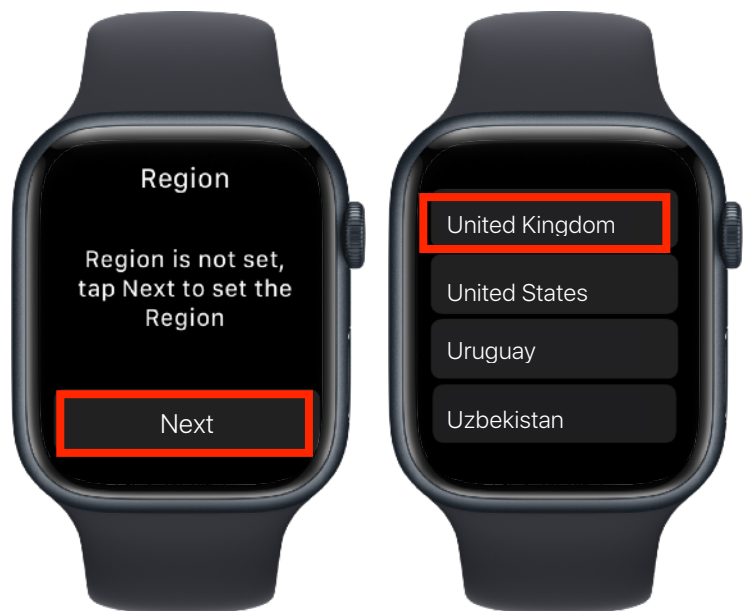 Region
Region is not set,
tap Next to set the
Region
Next
United Kingdom
United States
Uruguay
Uzbekistan